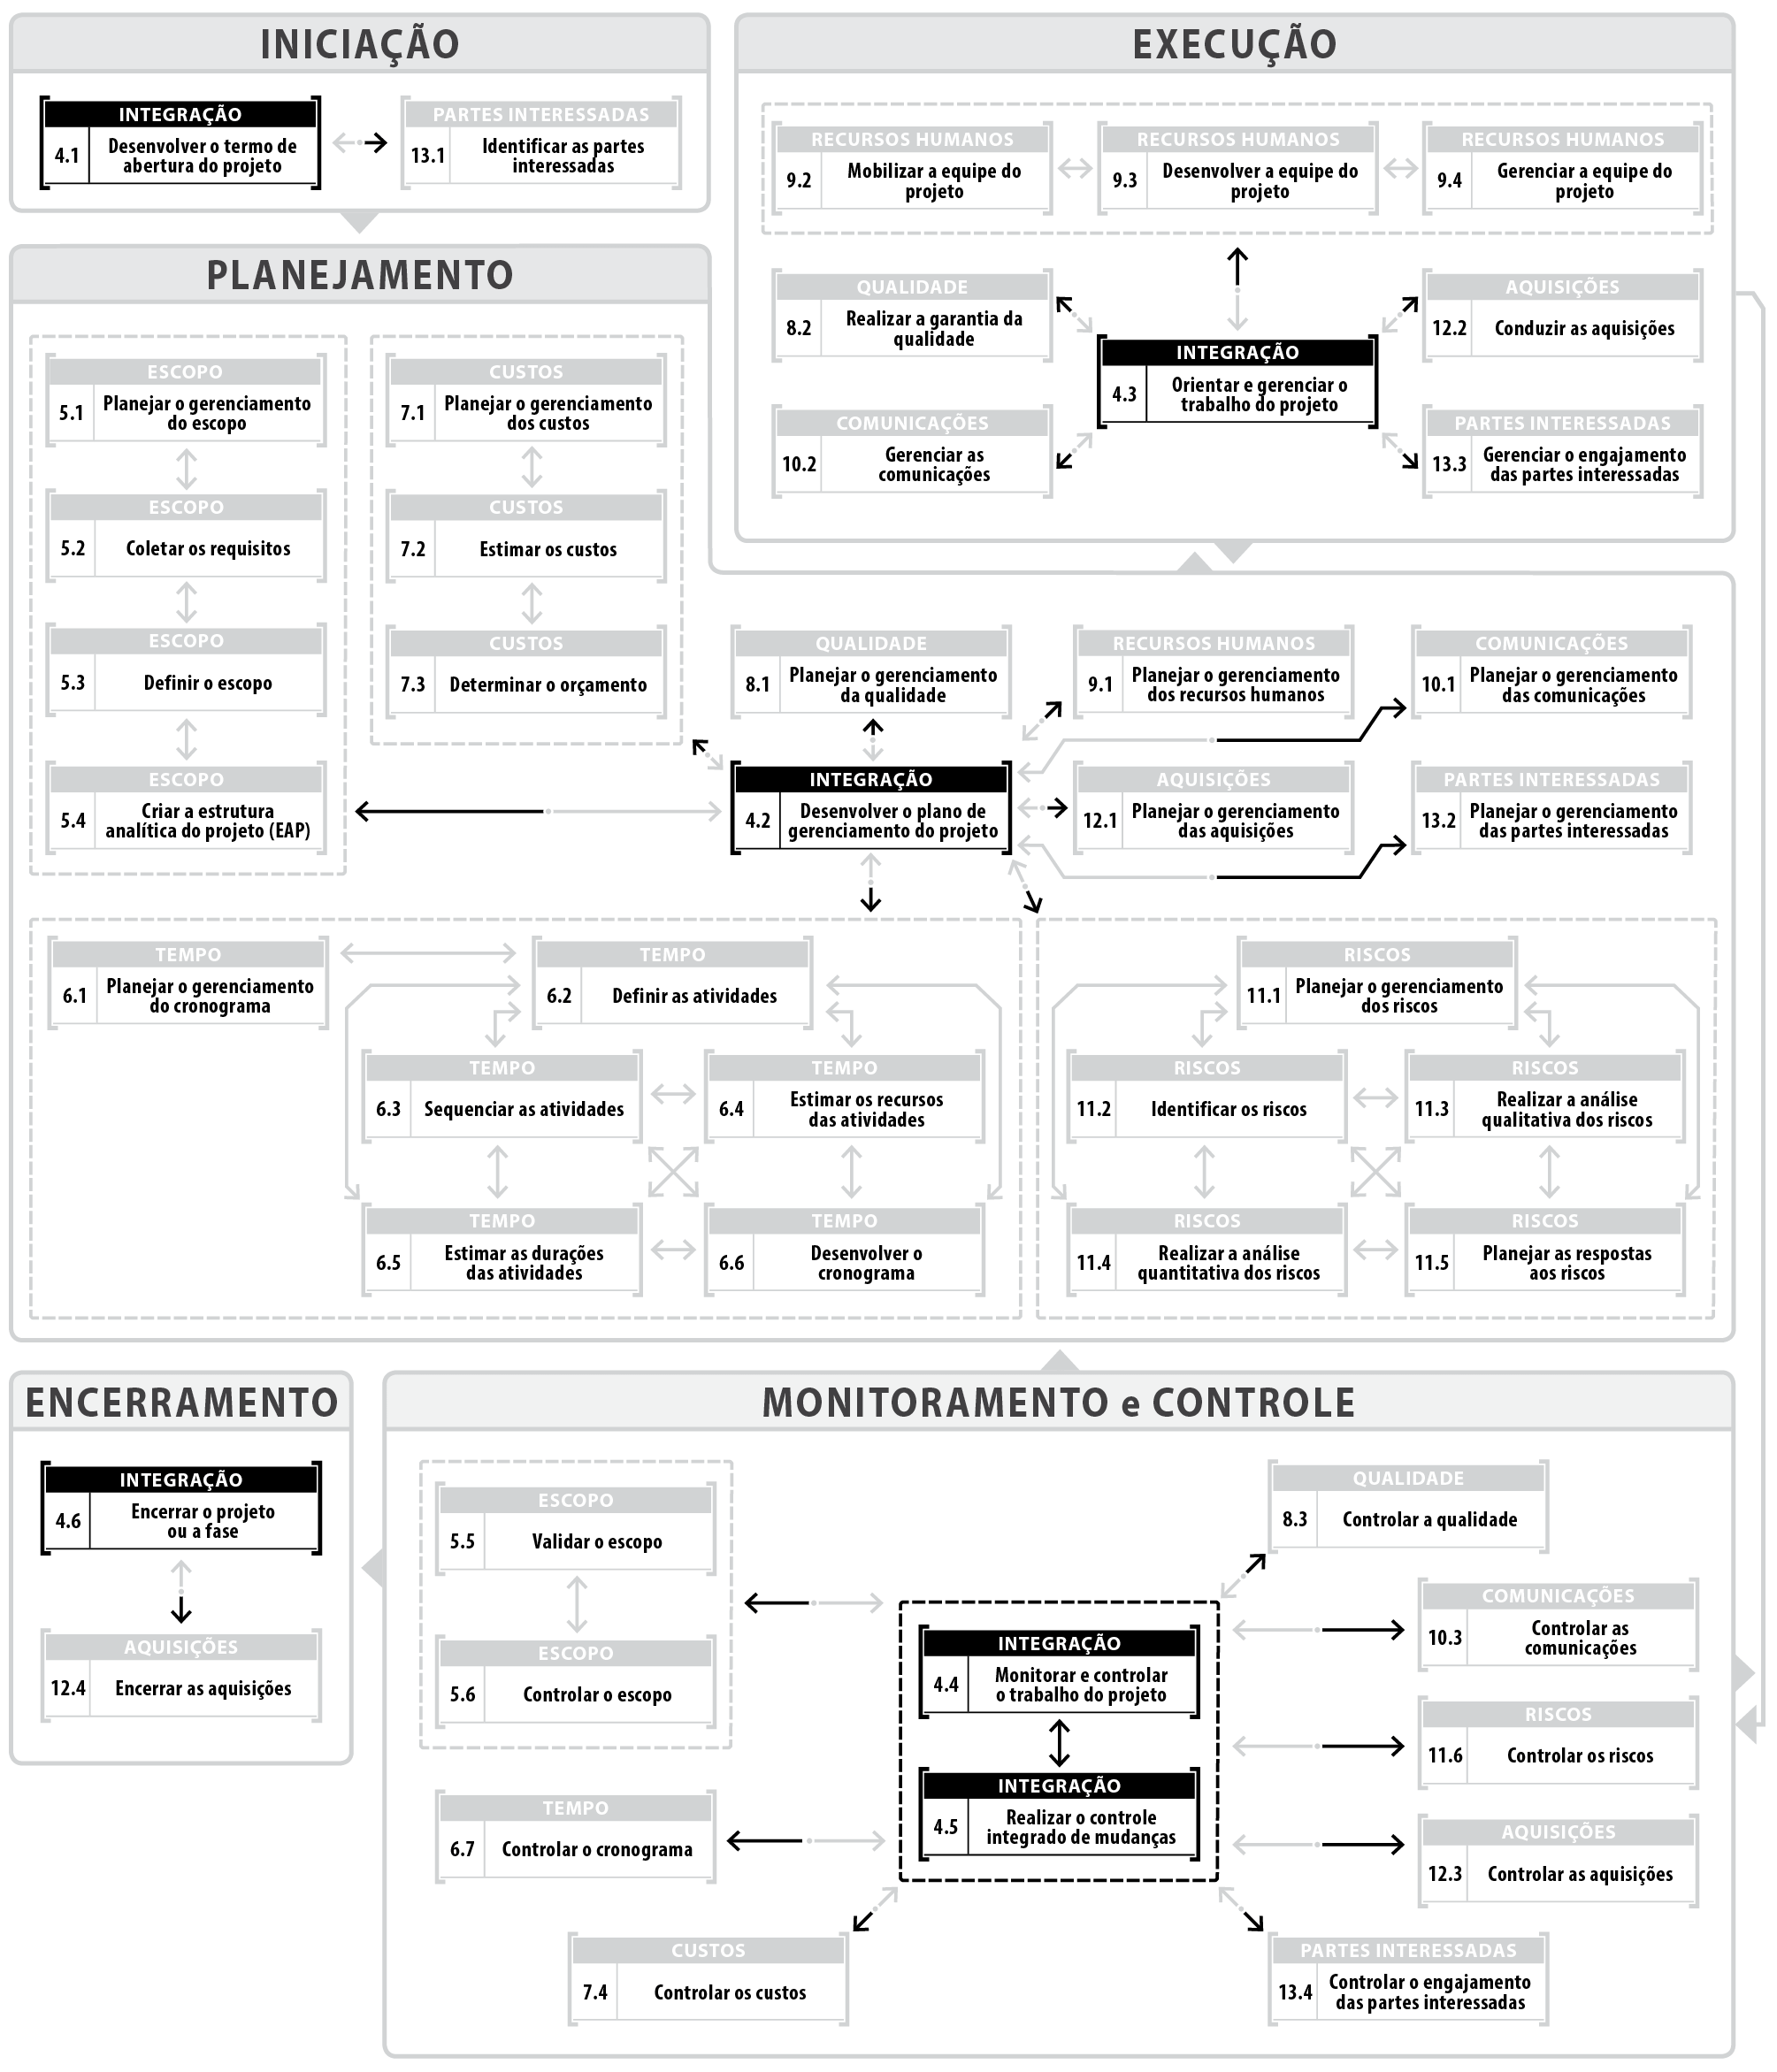 INICIAÇÃO
INTEGRAÇÃO
4.1
Desenvolver o termo de
abertura do projeto
PARTES INTERESSADAS
13.1
Identificar as partes
interessadas
EXECUÇÃO
RECURSOS HUMANOS
9.2
Mobilizar a equipe do
projeto
RECURSOS HUMANOS
9.3
Desenvolver a equipe do
projeto
RECURSOS HUMANOS
9.4
Gerenciar a equipe do
projeto
QUALIDADE
8.2
Realizar a garantia da
qualidade
AQUISIÇÕES
12.2
Conduzir as aquisições
INTEGRAÇÃO
4.3
Orientar e gerenciar o
trabalho do projeto
COMUNICAÇÕES
10.2
Gerenciar as
comunicações
PARTES INTERESSADAS
13.3
Gerenciar o engajamento
das partes interessadas
PLANEJAMENTO
ESCOPO
5.1
Planejar o gerenciamento
do escopo
ESCOPO
5.2
Coletar os requisitos
ESCOPO
5.3
Definir o escopo
ESCOPO
5.4
Criar a estrutura
analítica do projeto (EAP)
CUSTOS
7.1
Planejar o gerenciamento
dos custos
CUSTOS
7.2
Estimar os custos
CUSTOS
7.3
Determinar o orçamento
QUALIDADE
8.1
Planejar o gerenciamento
da qualidade
RECURSOS HUMANOS
9.1
Planejar o gerenciamento
dos recursos humanos
COMUNICAÇÕES
10.1
Planejar o gerenciamento
das comunicações
INTEGRAÇÃO
4.2
Desenvolver o plano de
gerenciamento do projeto
AQUISIÇÕES
12.1
Planejar o gerenciamento
das aquisições
PARTES INTERESSADAS
13.2
Planejar o gerenciamento
das partes interessadas
TEMPO
6.1
Planejar o gerenciamento
do cronograma
TEMPO
6.2
Definir as atividades
TEMPO
6.3
Sequenciar as atividades
TEMPO
6.4
Estimar os recursos
das atividades
TEMPO
6.5
Estimar as durações
das atividades
TEMPO
6.6
Desenvolver o
cronograma
RISCOS
11.1
Planejar o gerenciamento
dos riscos
RISCOS
11.2
Identificar os riscos
RISCOS
11.3
Realizar a análise
qualitativa dos riscos
RISCOS
11.4
Realizar a análise
quantitativa dos riscos
RISCOS
11.5
Planejar as respostas
aos riscos
ENCERRAMENTO
INTEGRAÇÃO
4.6
Encerrar o projeto
ou a fase
AQUISIÇÕES
12.4
Encerrar as aquisições
MONITORAMENTO e CONTROLE
ESCOPO
5.5
Validar o escopo
ESCOPO
5.6
Controlar o escopo
TEMPO
6.7
Controlar o cronograma
CUSTOS
7.4
Controlar os custos
INTEGRAÇÃO
4.4
Monitorar e controlar
o trabalho do projeto
INTEGRAÇÃO
4.5
Realizar o controle
integrado de mudanças
QUALIDADE
8.3
Controlar a qualidade
COMUNICAÇÕES
10.3
Controlar as
comunicações
RISCOS
11.6
Controlar os riscos
AQUISIÇÕES
12.3
Controlar as aquisições
PARTES INTERESSADAS
13.4
Controlar o engajamento
das partes interessadas